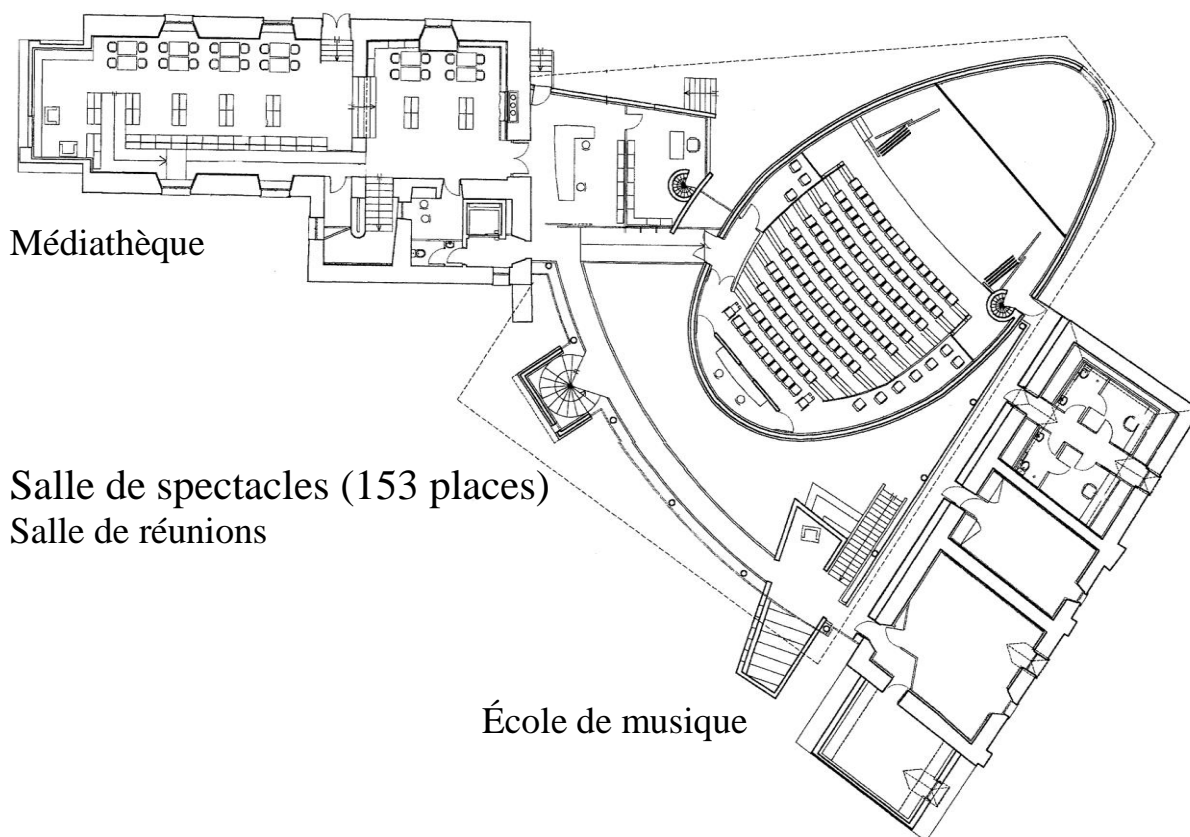 Médiathèque
Salle de spectacles (153 places)
Salle de réunions
École de musique